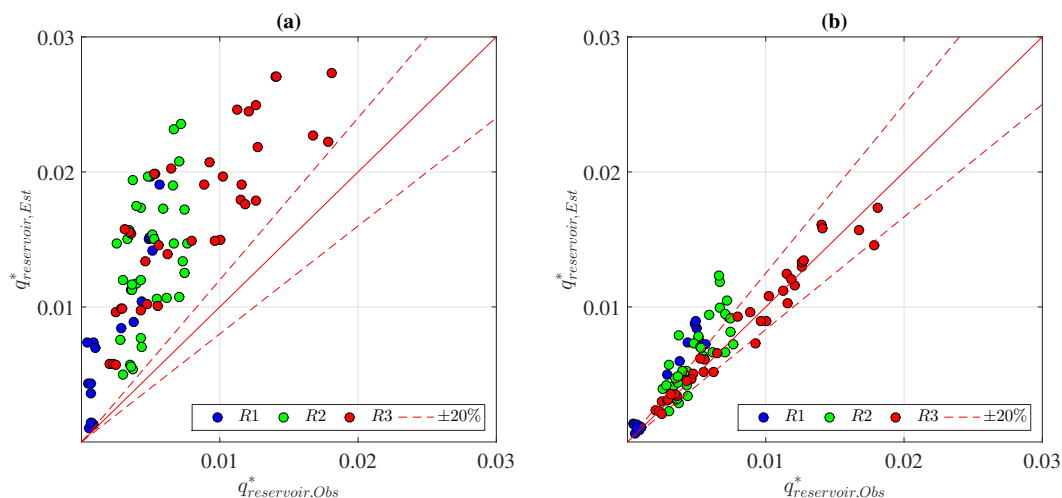 (a)
0.03
0.02
0.01
q*reservoir,Est
R1 R2 R3 ±20%
0.01 0.02 0.03
q*reservoir,Obs
(b)
0.03
0.02
0.01
q*reservoir,Est
R1 R2 R3 ±20%
0.01 0.02 0.03
q*reservoir,Obs